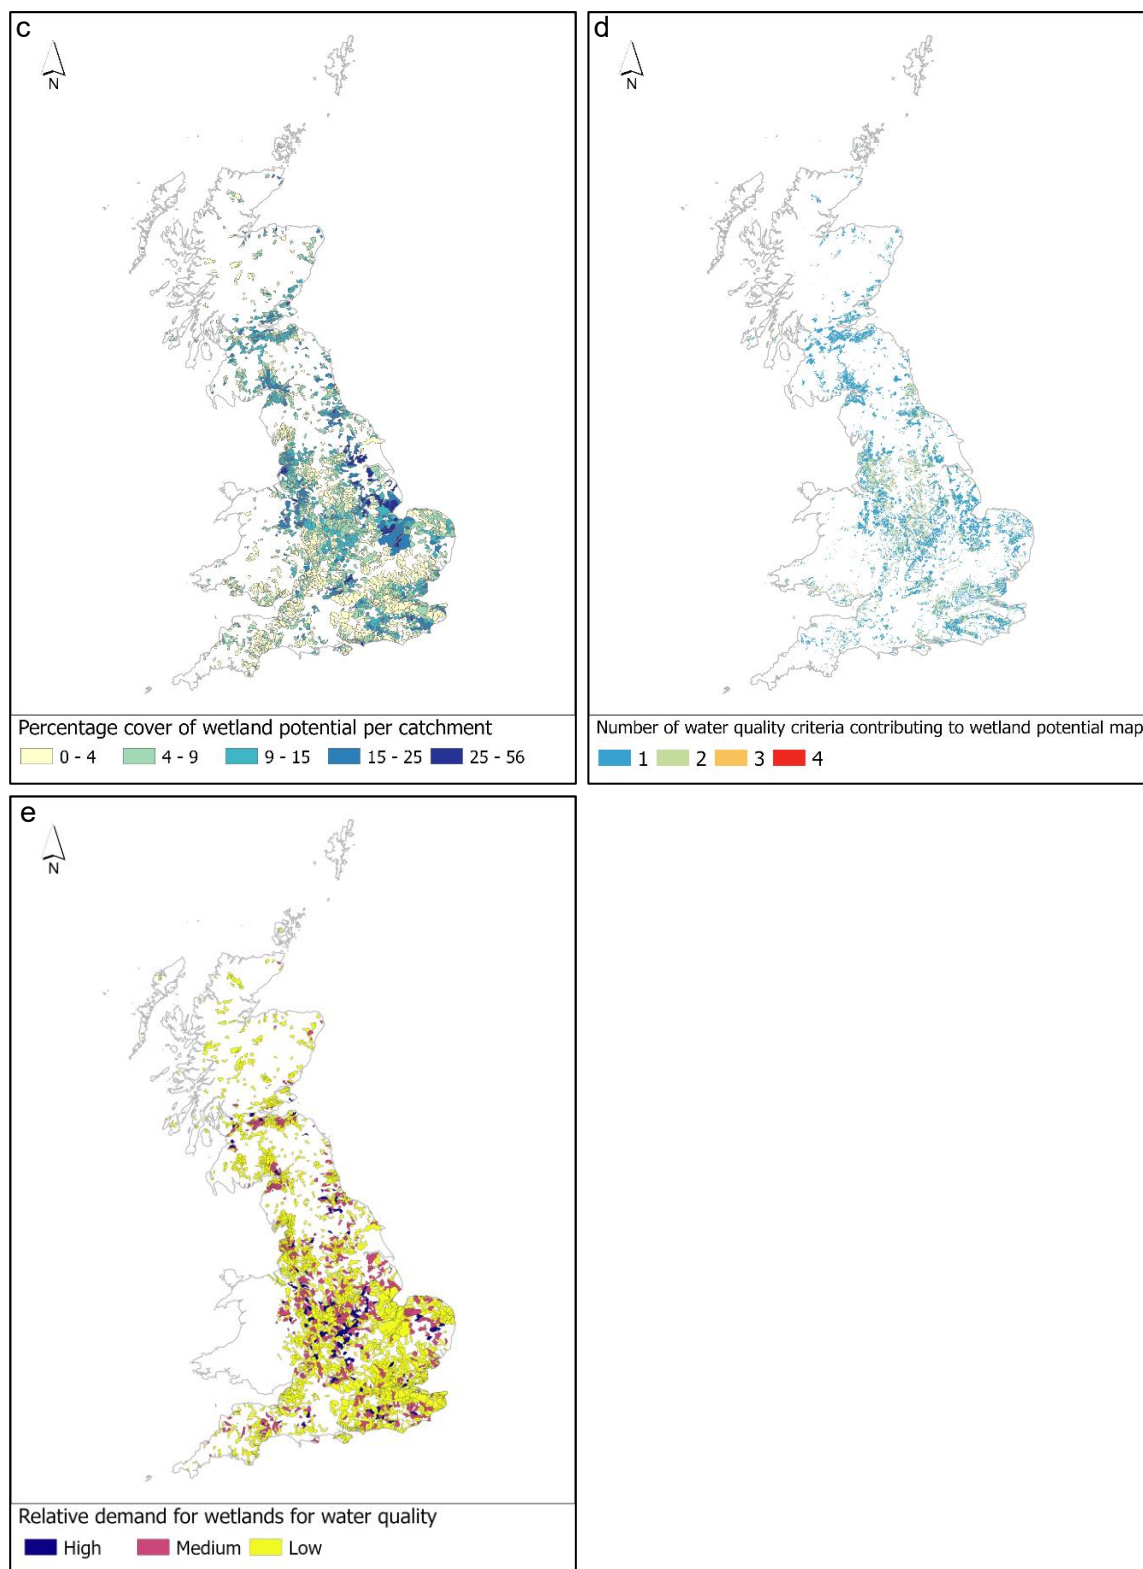 c
N
Percentage cover of wetland potential per catchment
0 - 4 4 - 9 9 - 15 15 - 25 25 - 56
d
N
Number of water quality criteria contributing to wetland potential map
1 2 3 4
e
N
Relative demand for wetlands for water quality
High Medium Low